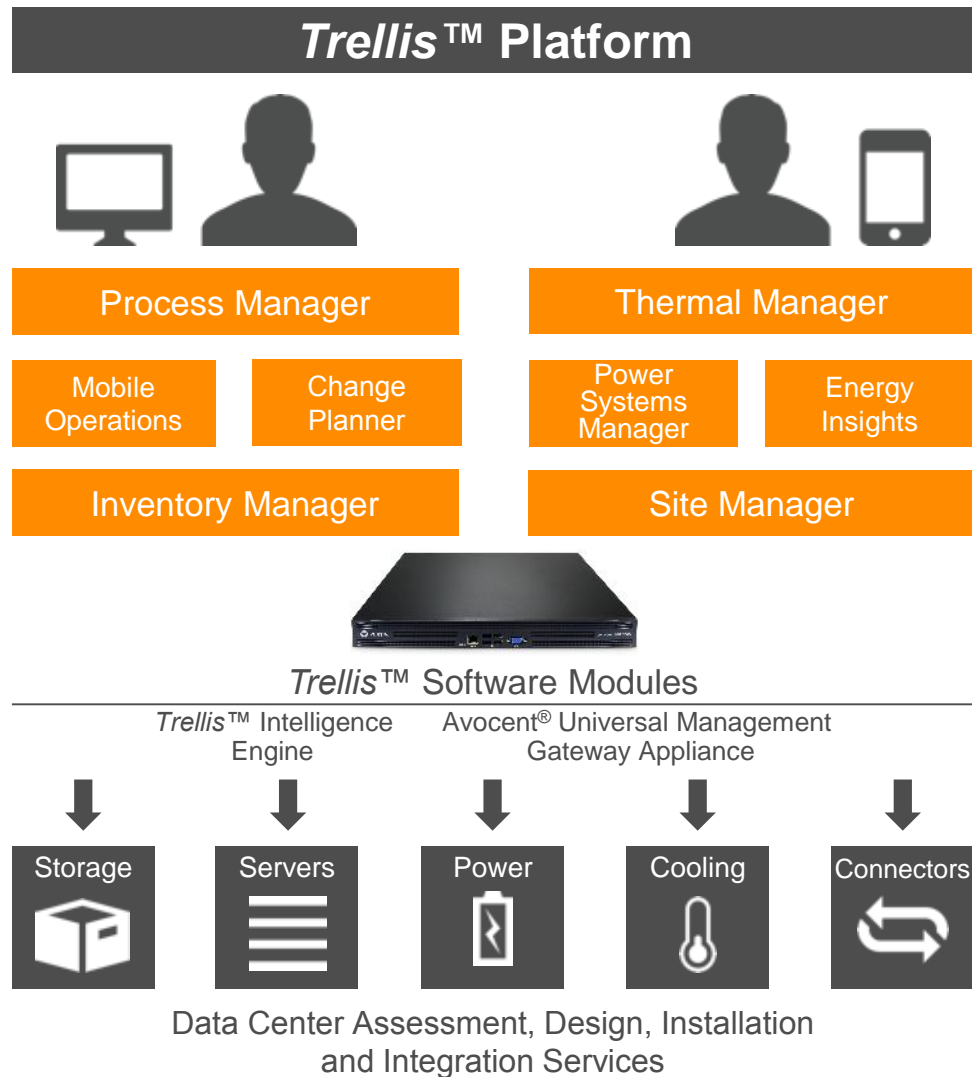 Trellis™ Platform
Process Manager
Thermal Manager
Mobile
Operations
Change
Planner
Power
Systems
Manager
Energy
Insights
Inventory Manager
Site Manager
Trellis™ Software Modules
Trellis™ Intelligence
Engine
Avocent® Universal Management
Gateway Appliance
Storage
Servers
Power
Cooling
Connectors
Data Center Assessment, Design, Installation
and Integration Services